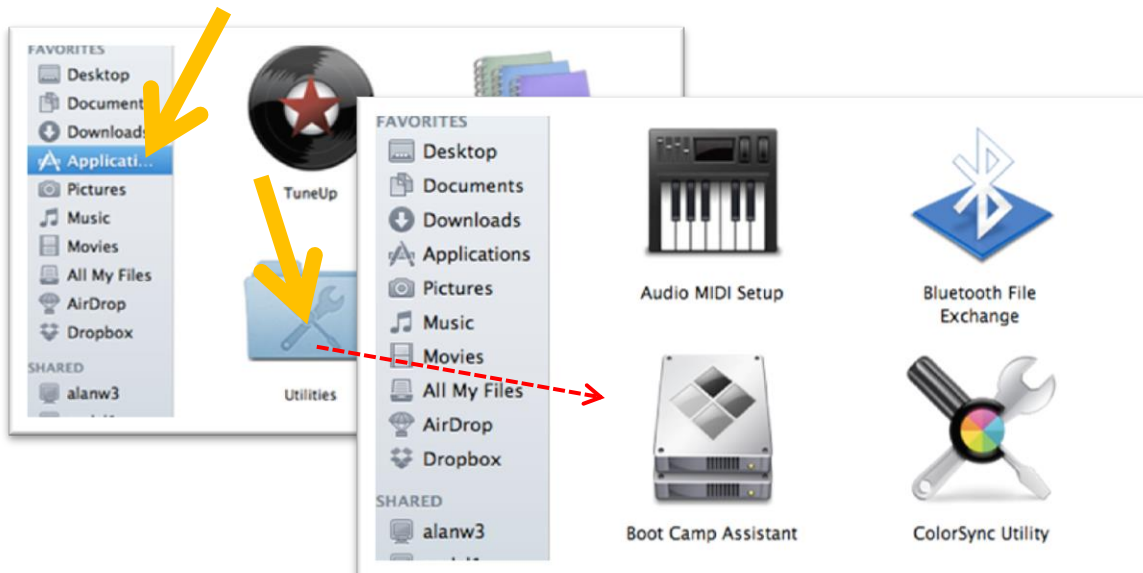 FAVORITES
Desktop
Document
Downloads
Applicati...
Pictures
Music
Movies
All My Files
AirDrop
Dropbox
SHARED
alanw3
TuneUp
Utilities
FAVORITES
Desktop
Documents
Downloads
Applications
Pictures
Music
Movies
All My Files
AirDrop
Dropbox
SHARED
alanw3
Audio MIDI Setup
Bluetooth File
Exchange
Boot Camp Assistant
ColorSync Utility